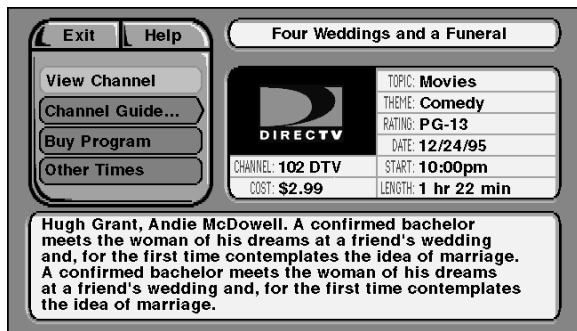 Exit Help
Four Weddings and a Funeral
View Channel
Channel Guide...
Buy Program
Other Times
DIRECTV
CHANNEL: 102 DTV
COST: $2.99
TOPIC: Movies
THEME: Comedy
RATING: PG-13
DATE: 12/24/95
START: 10:00pm
LENGTH: 1 hr 22 min
Hugh Grant, Andie McDowell. A confirmed bachelor
meets the woman of his dreams at a friend's wedding
and, for the first time contemplates the idea of marriage.
A confirmed bachelor meets the woman of his dreams
at a friend's wedding and, for the first time contemplates
the idea of marriage.